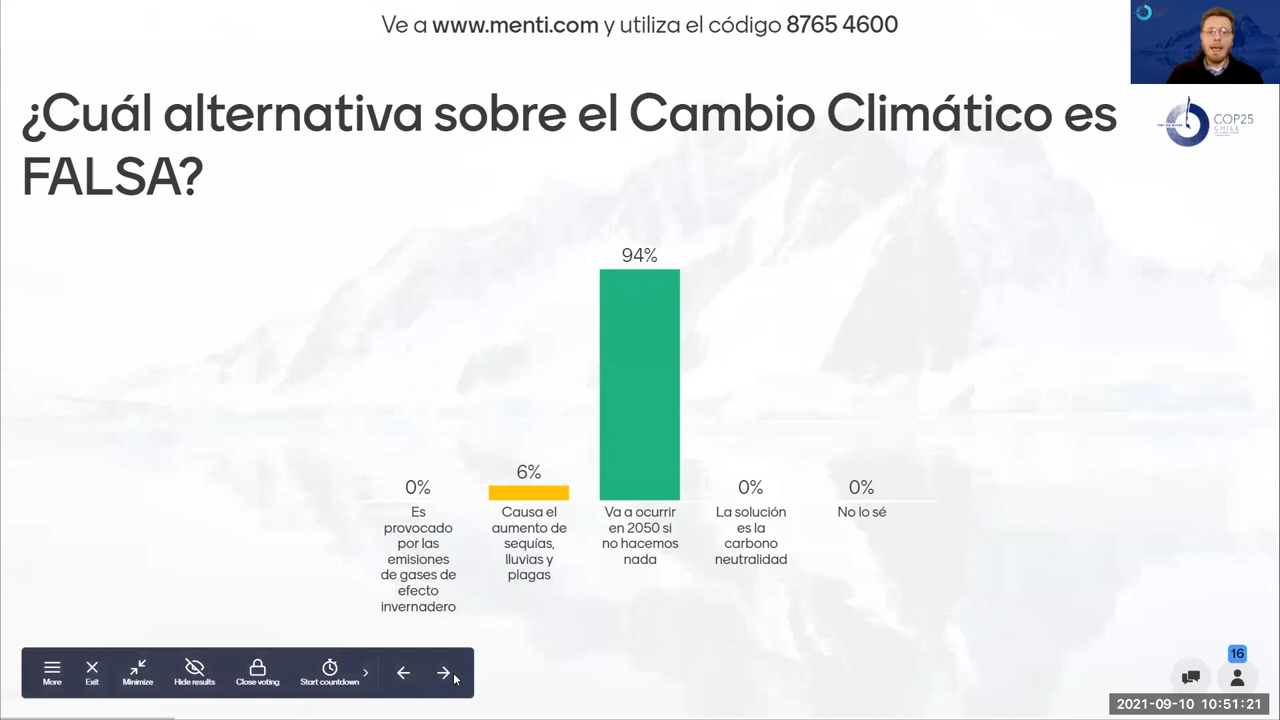 Ve a www.menti.com y utiliza el código 8765 4600
¿Cuál alternativa sobre el Cambio Climático es
FALSA?
COP25
CHILE
94%
6%
0%
0%
0%
Es
provocado
por las
emisiones
de gases de
efecto
invernadero
Causa el
aumento de
sequías,
lluvias y
plagas
Va a ocurrir
en 2050 si
no hacemos
nada
La solución
es la
carbono
neutralidad
No lo sé
More
Exit
Minimize
Hide results
Close voting
Start countdown
16
2021-09-10 10:51:21